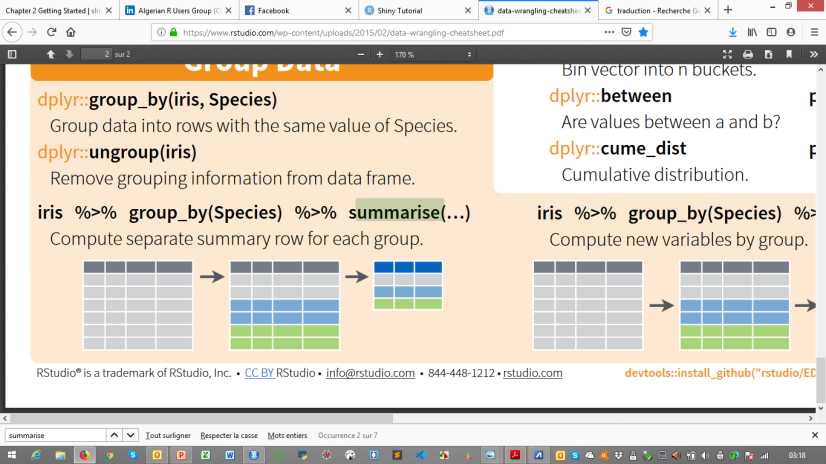 Chapter 2 Getting Started | shi
Algerian R Users Group (O
Facebook
Shiny Tutorial
data-wrangling-cheatshee
traduction - Recherche Go
https://www.rstudio.com/wp-content/uploads/2015/02/data-wrangling-cheatsheet.pdf
2 sur 2
170 %
Group Data
dplyr::group_by(iris, Species)
Group data into rows with the same value of Species.
dplyr::ungroup(iris)
Remove grouping information from data frame.
iris %>% group_by(Species) %>% summarise(…)
Compute separate summary row for each group.
Bin vector into n buckets.
dplyr::between
Are values between a and b?
dplyr::cume_dist
Cumulative distribution.
iris %>% group_by(Species) %>
Compute new variables by group.
RStudio® is a trademark of RStudio, Inc. • CC BY RStudio • info@rstudio.com • 844-448-1212 • rstudio.com
devtools::install_github("rstudio/ED
summarise
Tout surligner
Respecter la casse
Mots entiers
Occurrence 2 sur 7
03:18